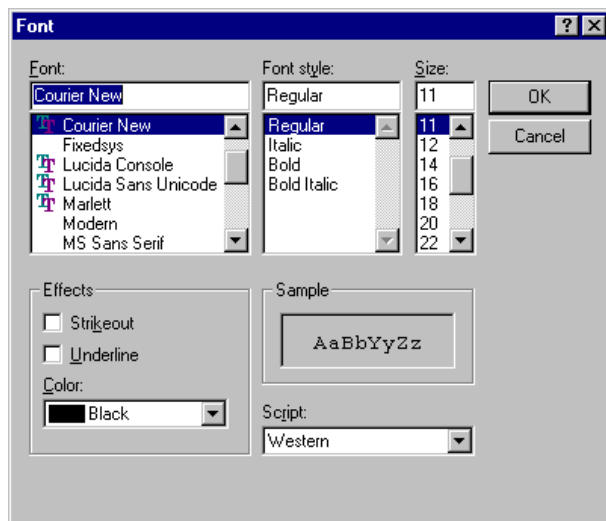 Font
Font:
Courier New
Courier New
Fixedsys
Lucida Console
Lucida Sans Unicode
Marlett
Modern
MS Sans Serif
Font style:
Regular
Regular
Italic
Bold
Bold Italic
Size:
11
11
12
14
16
18
20
22
OK
Cancel
Effects
Strikeout
Underline
Color:
Black
Sample
AaBbYyZz
Script:
Western